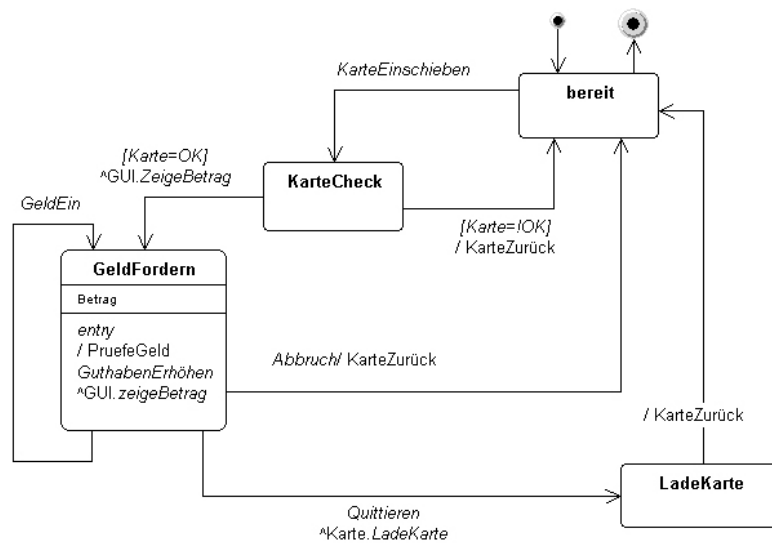 KarteEinschieben
bereit
[Karte=OK]
^GUI.ZeigeBetrag
KarteCheck
GeldEin
[Karte=!OK]
/ KarteZurück
GeldFordern
Betrag
entry
/ PruefeGeld
GuthabenErhöhen
^GUI.zeigeBetrag
Abbruch/ KarteZurück
/ KarteZurück
LadeKarte
Quittieren
^Karte.LadeKarte